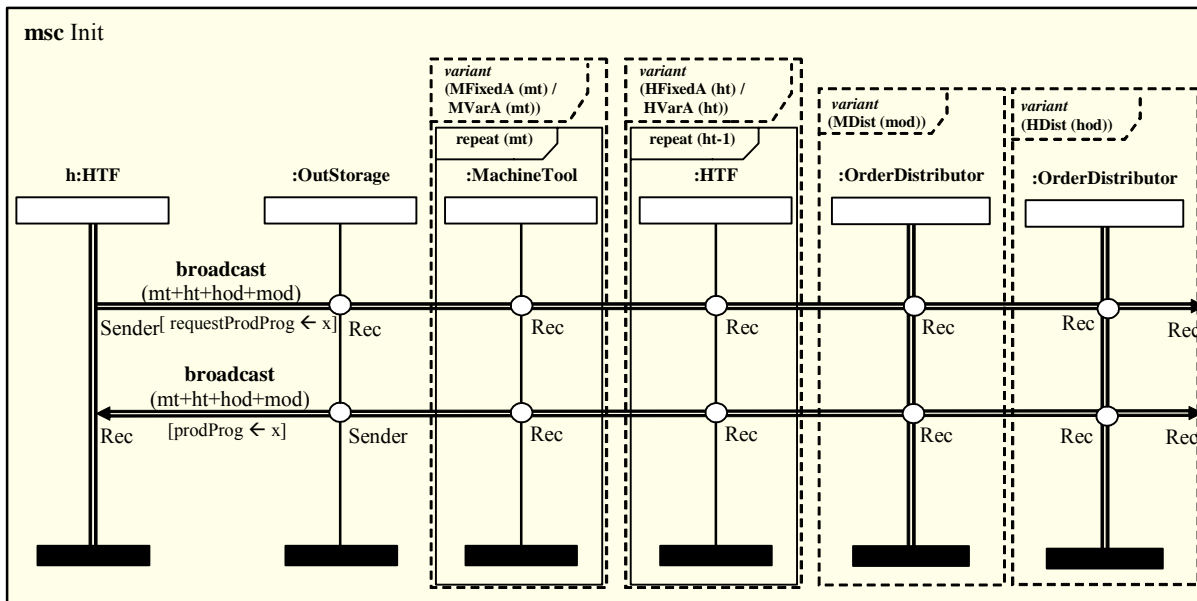 msc Init
variant
(MFixedA (mt) /
MVarA (mt))
variant
(HFixedA (ht) /
HVarA (ht))
variant
(MDist (mod))
variant
(HDist (hod))
repeat (mt)
repeat (ht-1)
h:HTF
:OutStorage
:MachineTool
:HTF
:OrderDistributor
:OrderDistributor
broadcast
(mt+ht+hod+mod)
Sender[ requestProdProg ← x]
Rec
Rec
Rec
Rec
Rec
Rec
broadcast
(mt+ht+hod+mod)
[prodProg ← x]
Rec
Sender
Rec
Rec
Rec
Rec
Rec